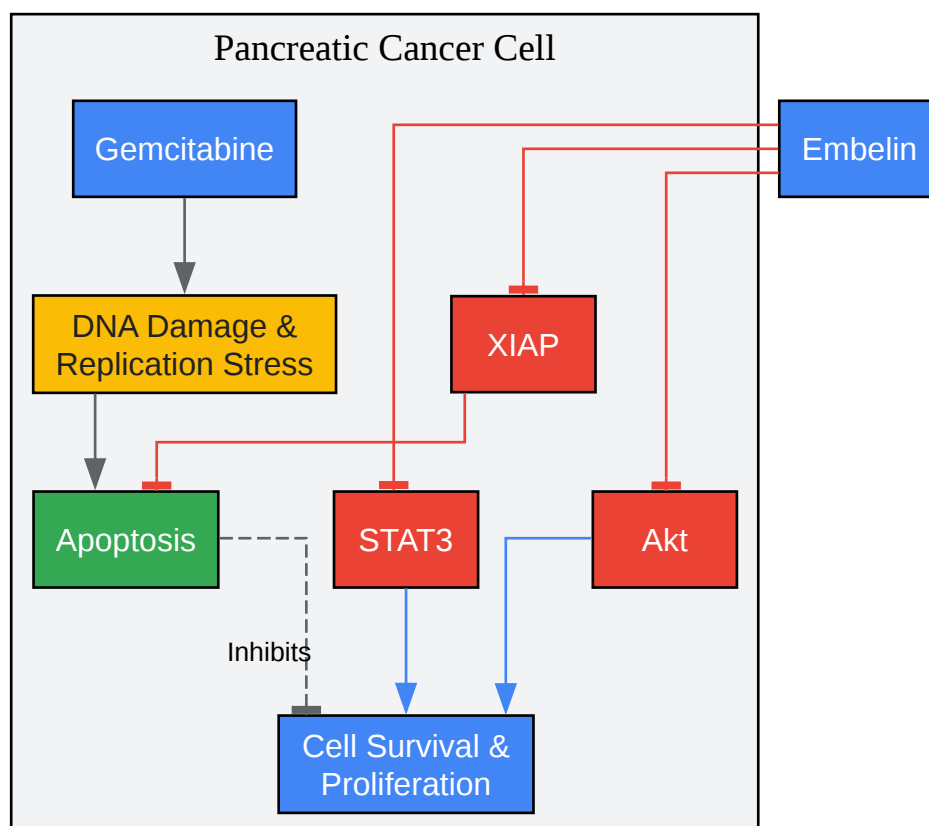 Pancreatic Cancer Cell
Gemcitabine
Embelin
DNA Damage &
Replication Stress
XIAP
Apoptosis
STAT3
Akt
Inhibits
Cell Survival &
Proliferation